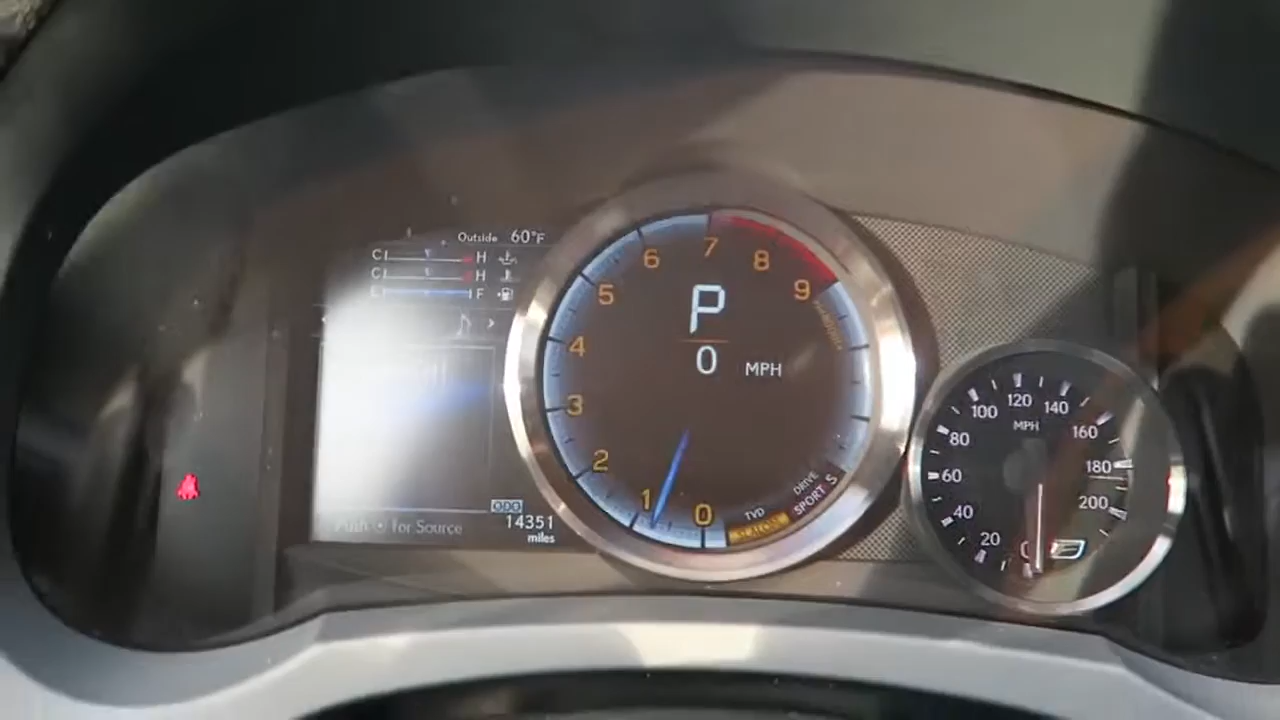 Outside 60°F
C H
C H
F
for Source
ODO
14351
miles
0 1 2 3 4 5 6 7 8 9
P
0 MPH
DRIVE
SPORT S
TVD
SLALOM
MPH
20 40 60 80 100 120 140 160 180 200
F